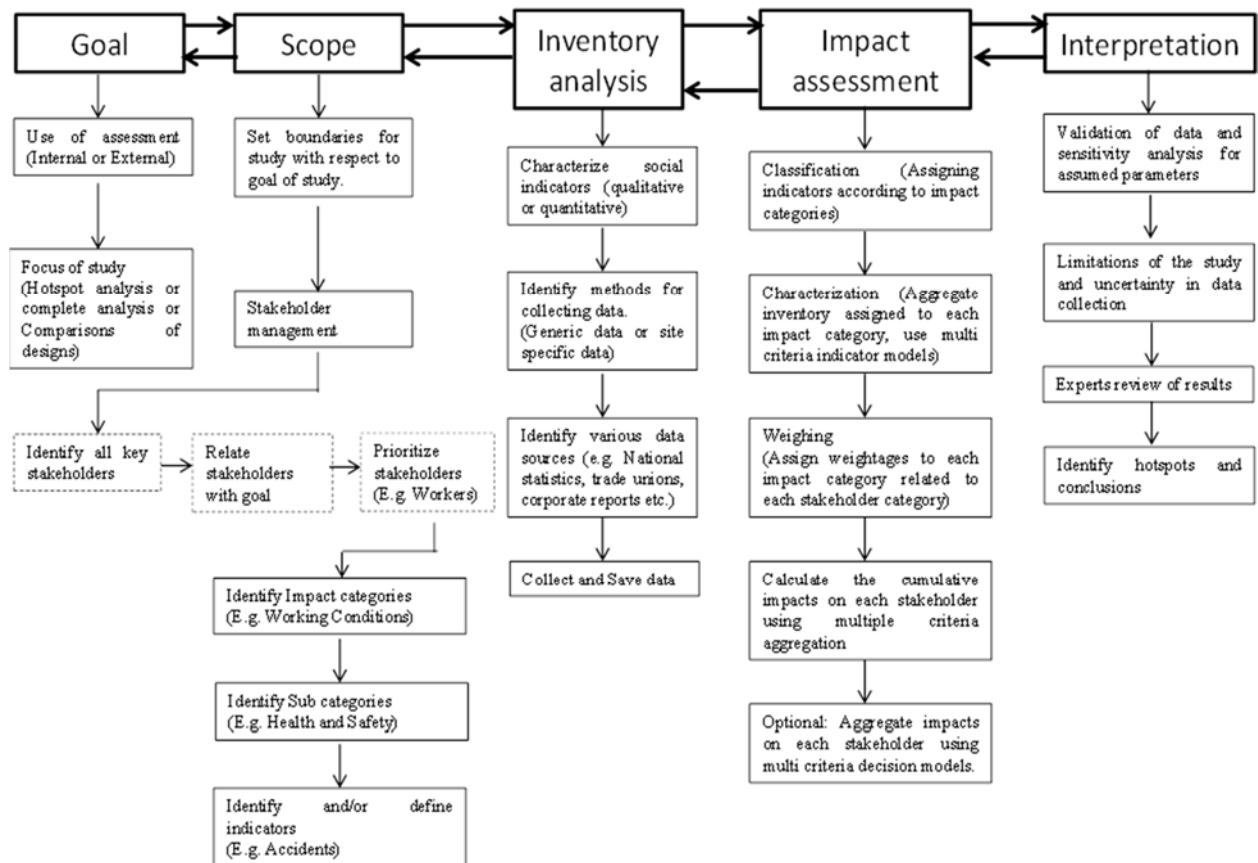 Goal
Scope
Inventory
analysis
Impact
assessment
Interpretation
Use of assessment
(Internal or External)
Focus of study
(Hotspot analysis or
complete analysis or
Comparisons of
designs)
Set boundaries for
study with respect to
goal of study.
Stakeholder
management
Identify all key
stakeholders
Relate
stakeholders
with goal
Prioritize
stakeholders
(E.g. Workers)
Identify Impact categories
(E.g. Working Conditions)
Identify Sub categories
(E.g. Health and Safety)
Identify and/or define
indicators
(E.g. Accidents)
Characterize social
indicators (qualitative
or quantitative)
Identify methods for
collecting data.
(Generic data or site
specific data)
Identify various data
sources (e.g. National
statistics, trade unions,
corporate reports etc.)
Collect and Save data
Classification (Assigning
indicators according to impact
categories)
Characterization (Aggregate
inventory assigned to each
impact category, use multi
criteria indicator models)
Weighing
(Assign weightages to each
impact category related to
each stakeholder category)
Calculate the cumulative
impacts on each stakeholder
using multiple criteria
aggregation
Optional: Aggregate impacts
on each stakeholder using
multi criteria decision models.
Validation of data and
sensitivity analysis for
assumed parameters
Limitations of the study
and uncertainty in data
collection
Experts review of results
Identify hotspots and
conclusions